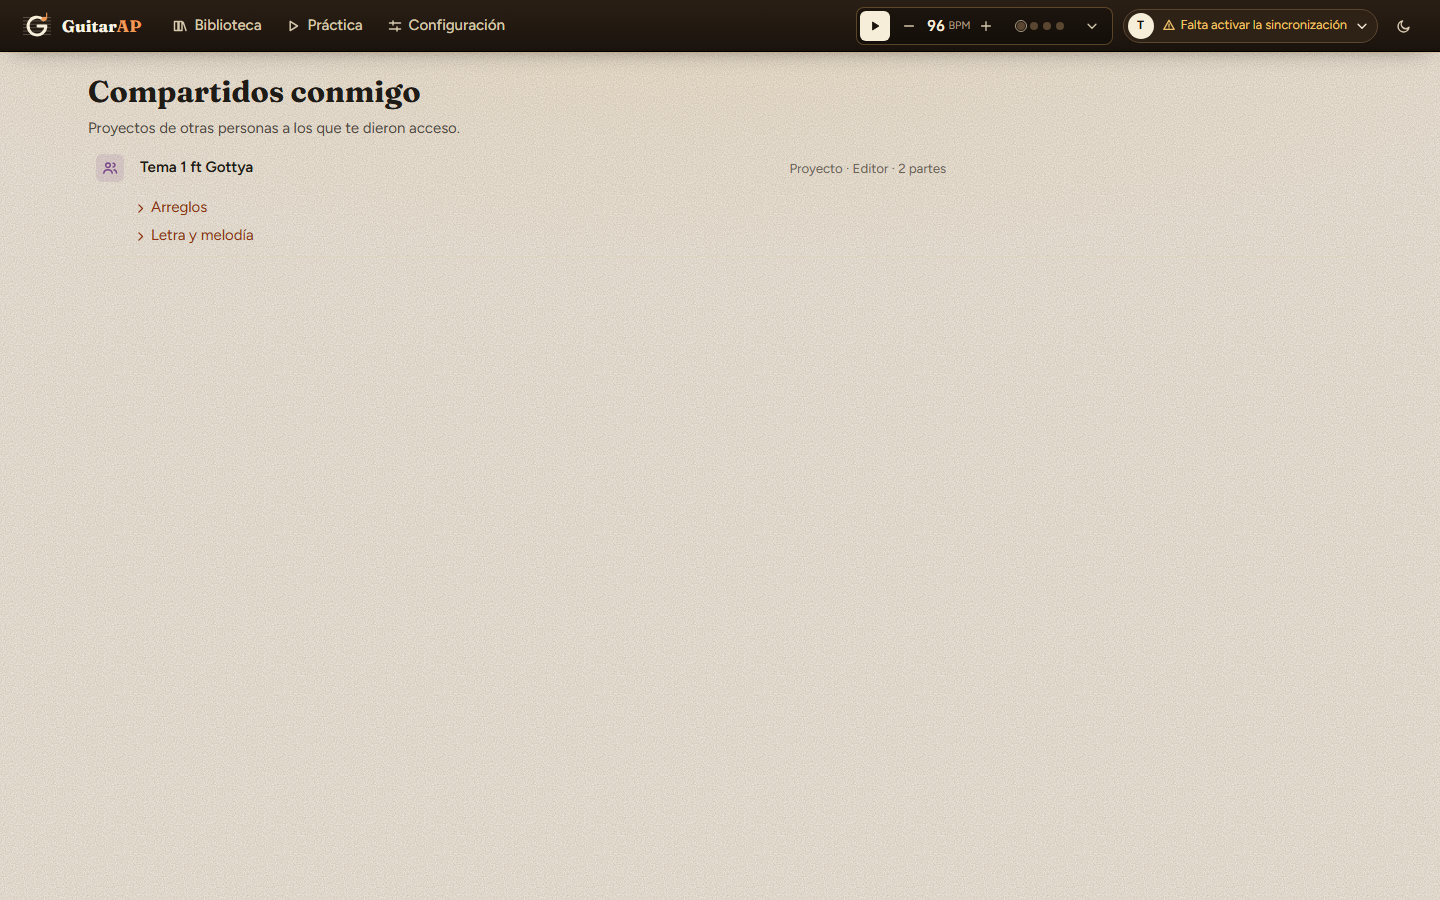 GuitarAP Biblioteca Práctica Configuración 96 BPM T Falta activar la sincronización
Compartidos conmigo
Proyectos de otras personas a los que te dieron acceso.
Tema 1 ft Gottya Proyecto · Editor · 2 partes
Arreglos
Letra y melodía